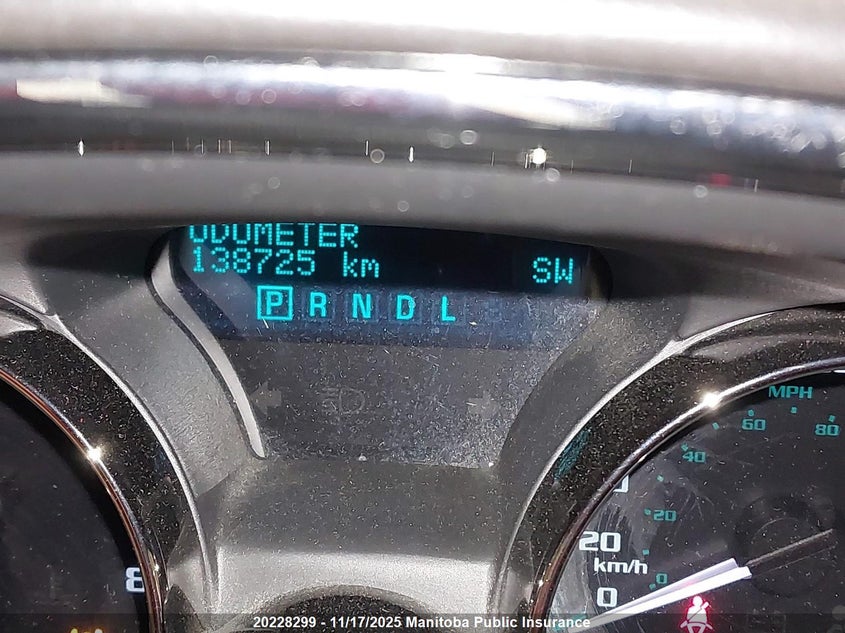 ODOMETER
138725 km SW
P R N D L
MPH
60
80
40
20
20
km/h
0
0
8
20228299 - 11/17/2025 Manitoba Public Insurance